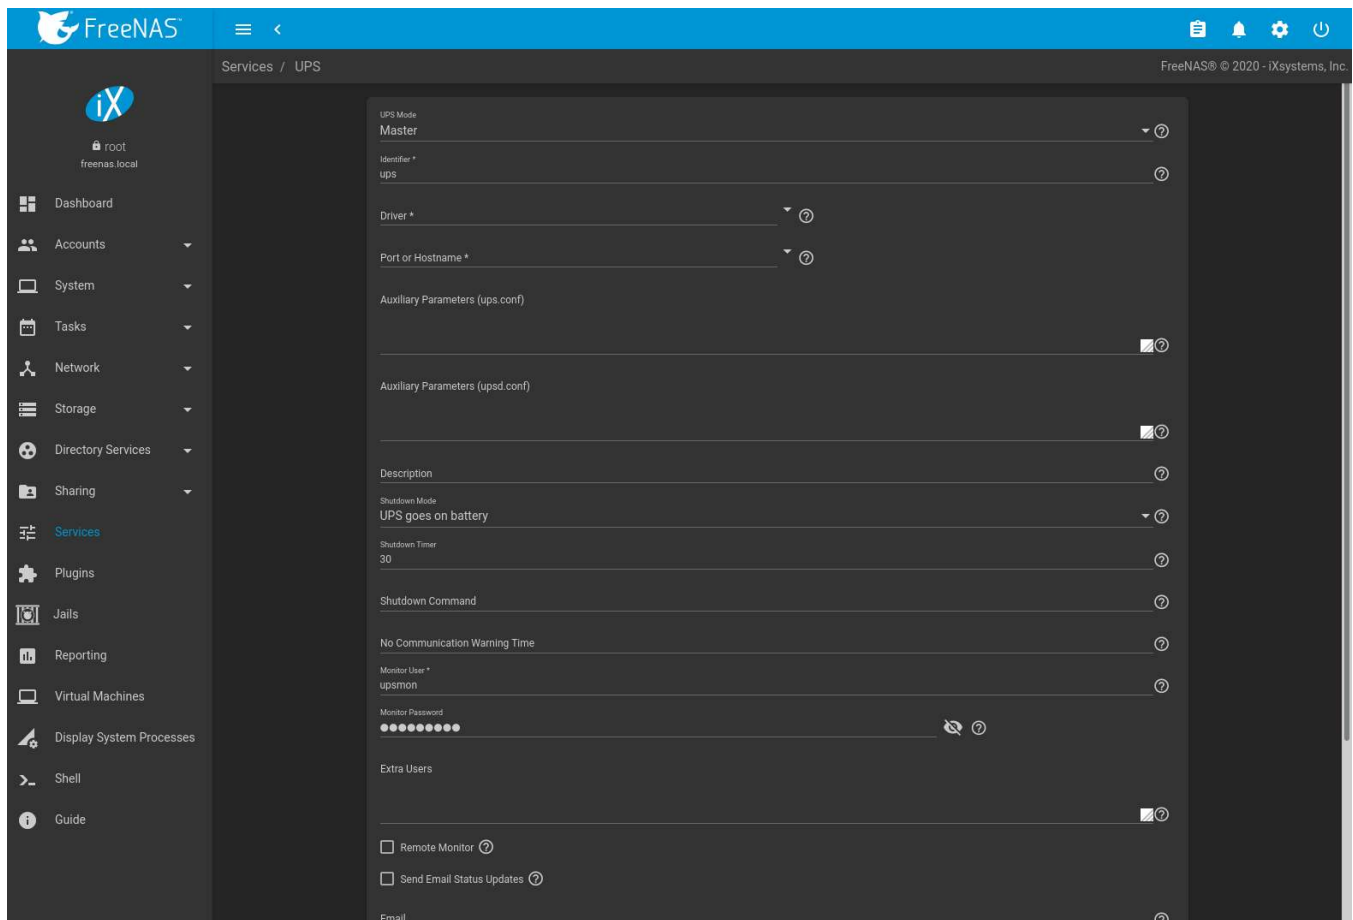 FreeNAS
Services / UPS
FreeNAS® © 2020 - iXsystems, Inc.
iX
root
freenas.local
Dashboard
Accounts
System
Tasks
Network
Storage
Directory Services
Sharing
Services
Plugins
Jails
Reporting
Virtual Machines
Display System Processes
Shell
Guide
UPS Mode
Master
Identifier *
ups
Driver *
Port or Hostname *
Auxiliary Parameters (ups.conf)
Auxiliary Parameters (upsd.conf)
Description
Shutdown Mode
UPS goes on battery
Shutdown Timer
30
Shutdown Command
No Communication Warning Time
Monitor User *
upsmon
Monitor Password
●●●●●●●●●
Extra Users
Remote Monitor
Send Email Status Updates
Email